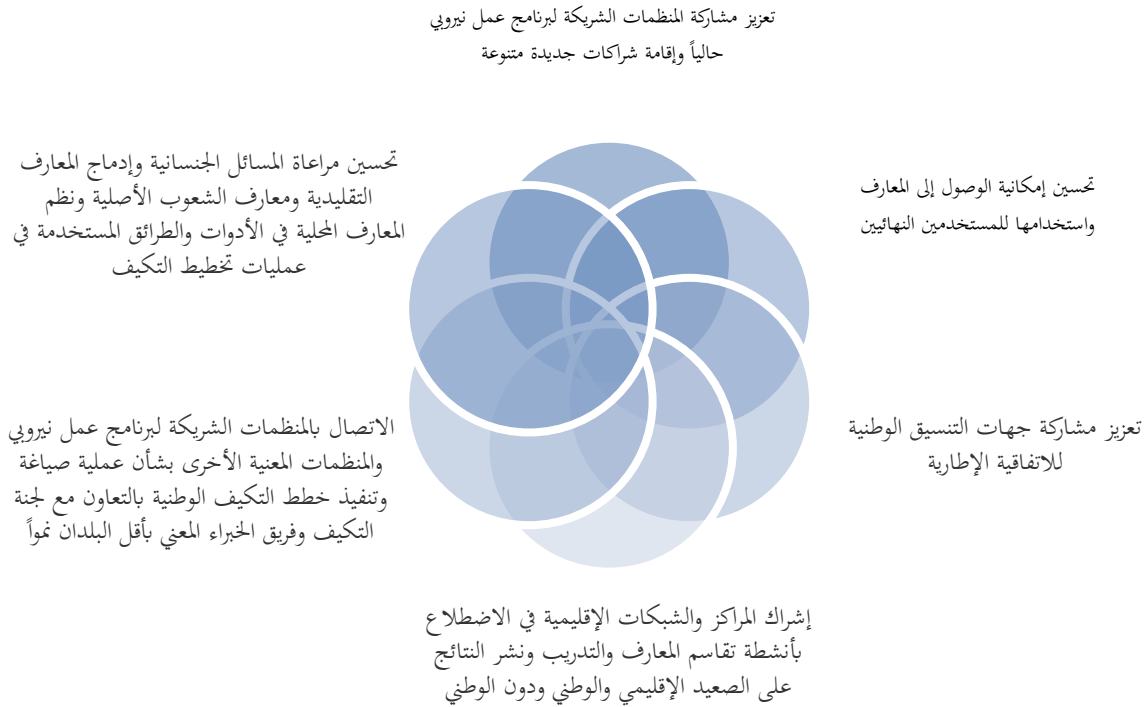 تعزيز مشاركة المنظمات الشريكة لبرنامج عمل نيروبي
حالياً وإقامة شراكات جديدة متنوعة
تحسين إمكانية الوصول إلى المعارف
واستخدامها للمستخدمين النهائيين
تعزيز مشاركة جهات التنسيق الوطنية
للاتفاقية الإطارية
إشراك المراكز والشبكات الإقليمية في الاضطلاع
بأنشطة تقاسم المعارف والتدريب ونشر النتائج
على الصعيد الإقليمي والوطني ودون الوطني
الاتصال بالمنظمات الشريكة لبرنامج عمل نيروبي
والمنظمات المعنية الأخرى بشأن عملية صياغة
وتنفيذ خطط التكيف الوطنية بالتعاون مع لجنة
التكيف وفريق الخبراء المعني بأقل البلدان نمواً
تحسين مراعاة المسائل الجنسانية وإدماج المعارف
التقليدية ومعارف الشعوب الأصلية ونظم
المعارف المحلية في الأدوات والطرائق المستخدمة في
عمليات تخطيط التكيف